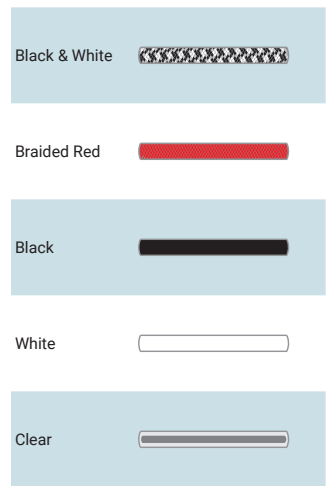 Black & White
Braided Red
Black
White
Clear